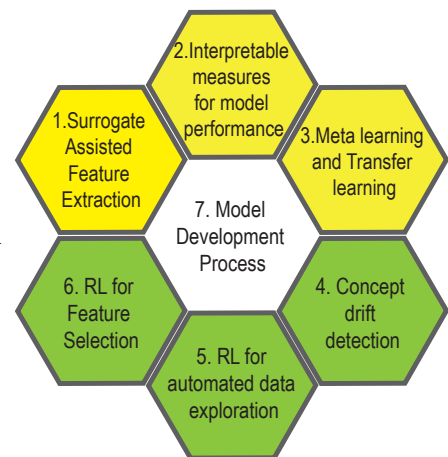 2.Interpretable
measures
for model
performance
1.Surrogate
Assisted
Feature
Extraction
3.Meta learning
and Transfer
learning
7. Model
Development
Process
6. RL for
Feature
Selection
4. Concept
drift
detection
5. RL for
automated data
exploration